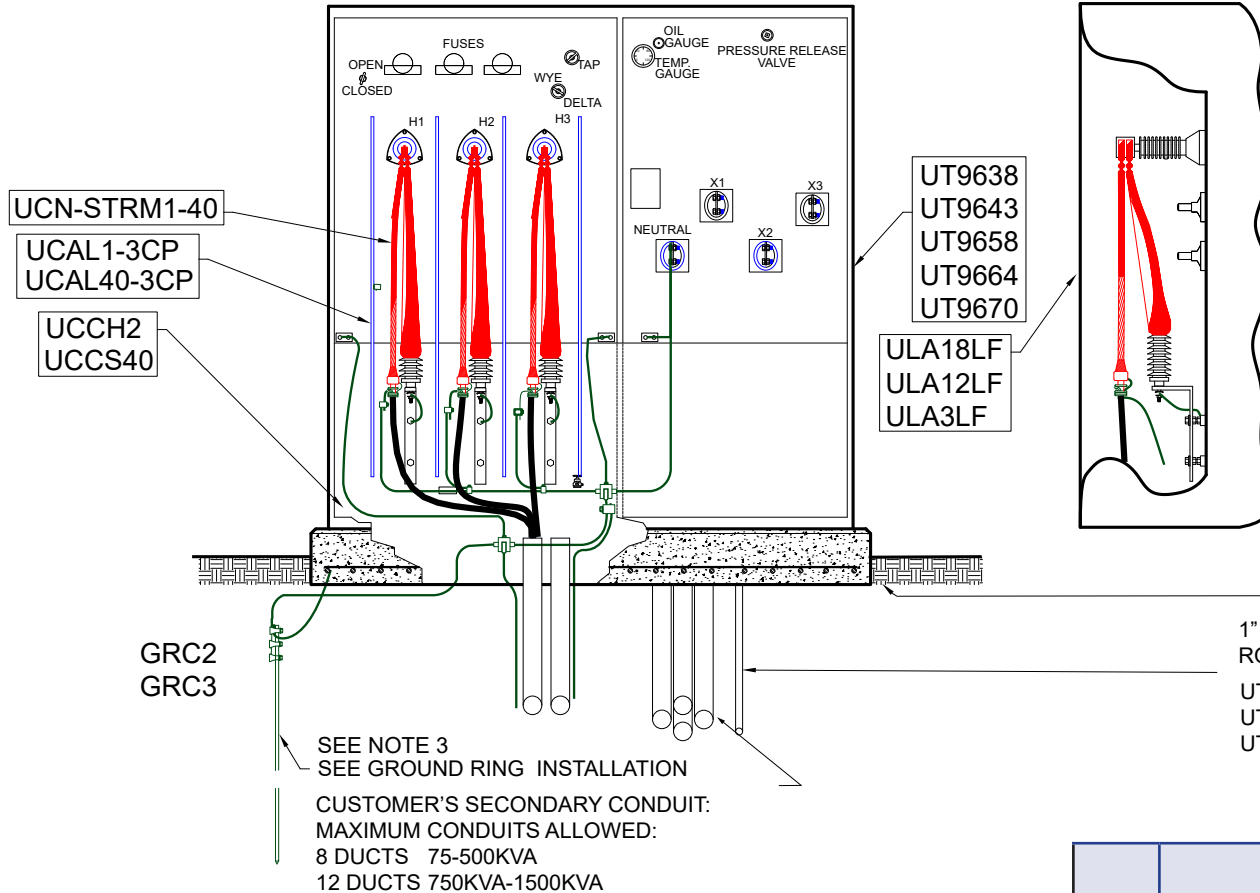 FUSES
OPEN
CLOSED
TAP
WYE
DELTA
OIL
GAUGE
TEMP.
GAUGE
PRESSURE RELEASE
VALVE
H1
H2
H3
X1
X3
NEUTRAL
X2
UCN-STRM1-40
UCAL1-3CP
UCAL40-3CP
UCCH2
UCCS40
UT9638
UT9643
UT9658
UT9664
UT9670
ULA18LF
ULA12LF
ULA3LF
GRC2
GRC3
SEE NOTE 3
SEE GROUND RING INSTALLATION
CUSTOMER'S SECONDARY CONDUIT:
MAXIMUM CONDUITS ALLOWED:
8 DUCTS 75-500KVA
12 DUCTS 750KVA-1500KVA
1"